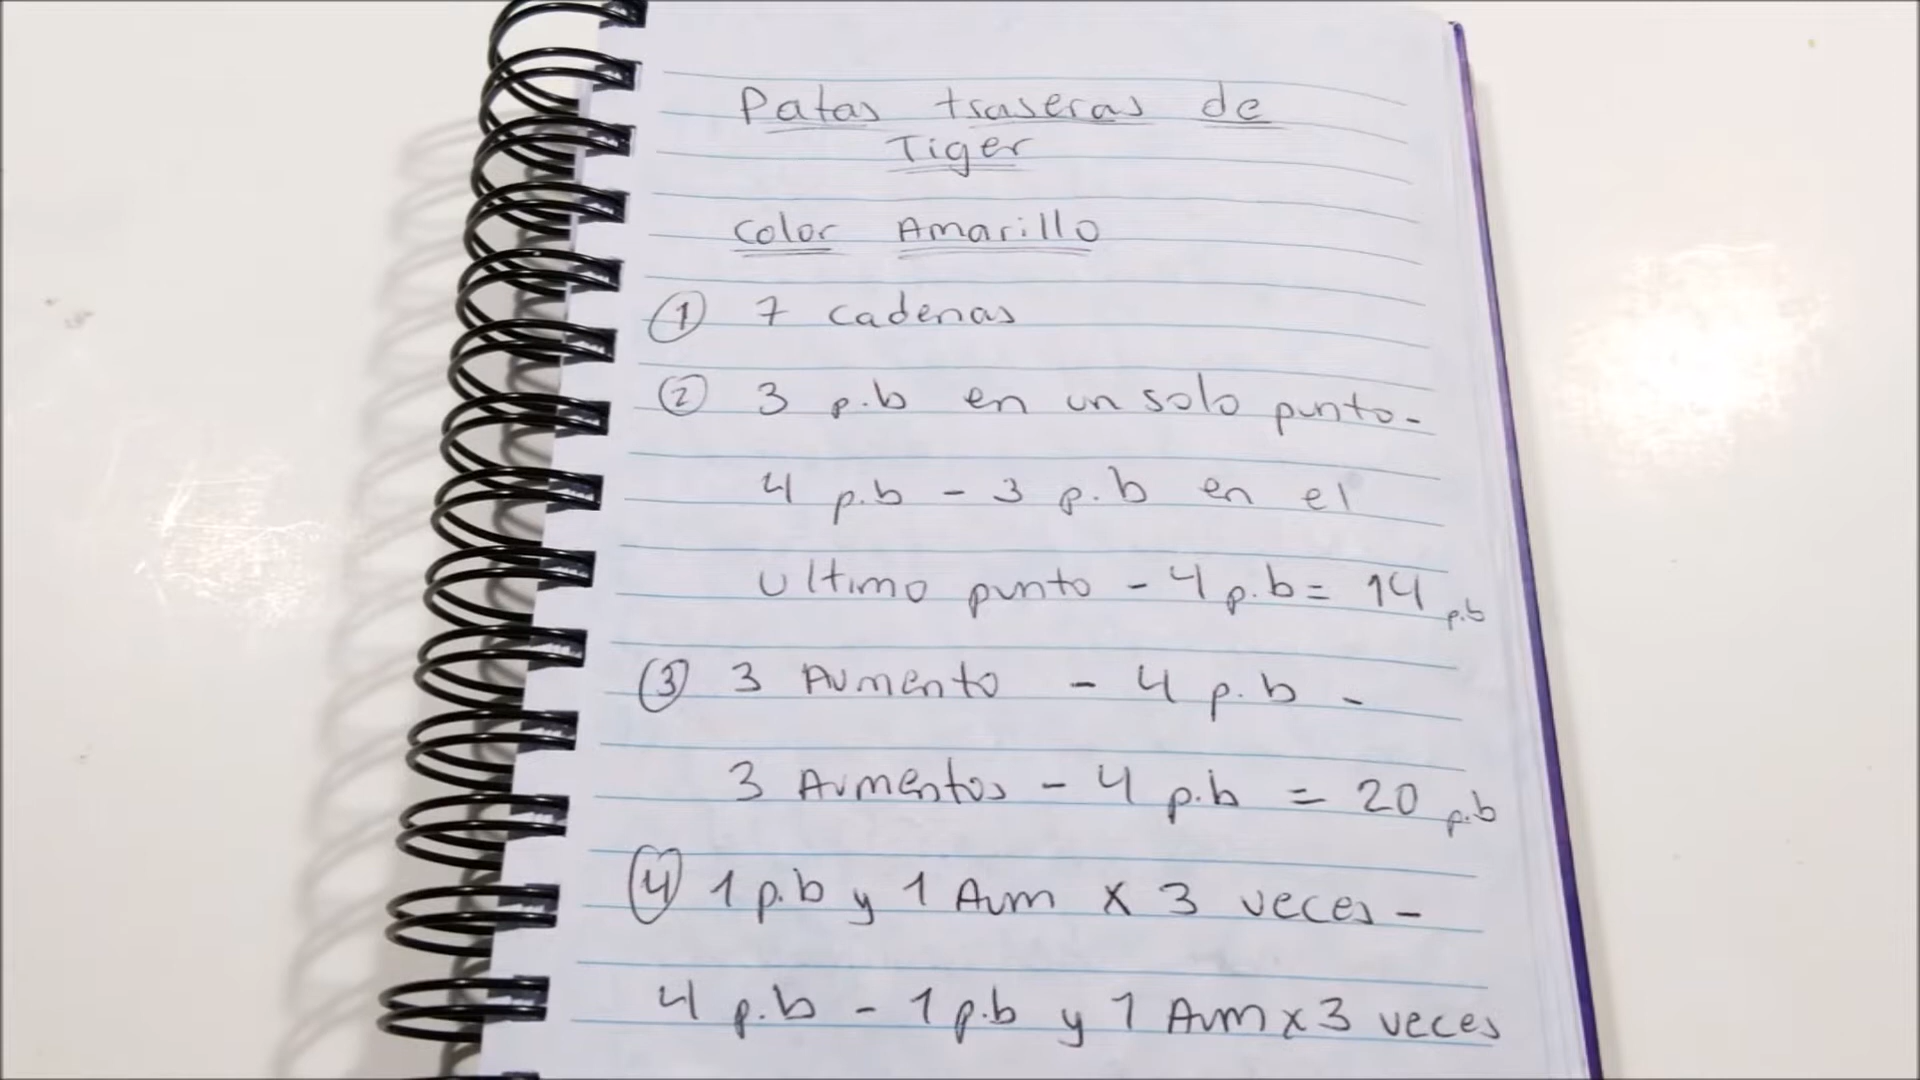 Patas traseras de
Tiger
Color Amarillo
① 7 cadenas
② 3 p.b en un solo punto-
4 p.b - 3 p.b en el
Ultimo punto - 4 p.b = 14 p.b
③ 3 Aumento - 4 p.b -
3 Aumentos - 4 p.b = 20 p.b
④ 1 p.b y 1 Aum x 3 veces -
4 p.b - 1 p.b y 1 Aum x 3 veces